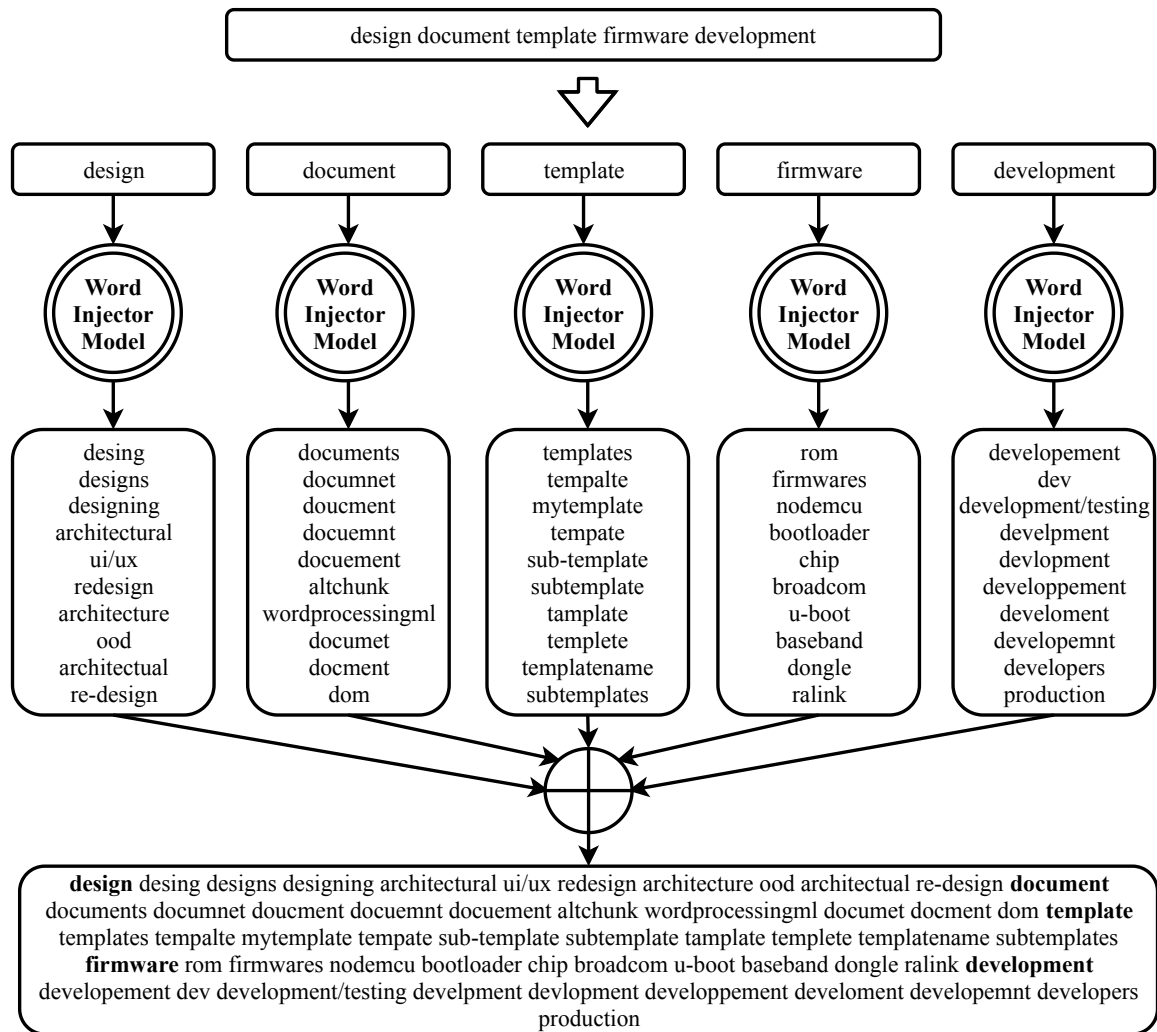 design document template firmware development
design
document
template
firmware
development
Word
Injector
Model
Word
Injector
Model
Word
Injector
Model
Word
Injector
Model
Word
Injector
Model
desing
designs
designing
architectural
ui/ux
redesign
architecture
ood
architectual
re-design
documents
documnet
doucment
docuemnt
docuement
altchunk
wordprocessingml
documet
docment
dom
templates
tempalte
mytemplate
tempate
sub-template
subtemplate
tamplate
templete
templatename
subtemplates
rom
firmwares
nodemcu
bootloader
chip
broadcom
u-boot
baseband
dongle
ralink
developement
dev
development/testing
develpment
devlopment
developpement
develoment
developemnt
developers
production
design desing designs designing architectural ui/ux redesign architecture ood architectual re-design document
documents documnet doucment docuemnt docuement altchunk wordprocessingml documet docment dom template
templates tempalte mytemplate tempate sub-template subtemplate tamplate templete templatename subtemplates
firmware rom firmwares nodemcu bootloader chip broadcom u-boot baseband dongle ralink development
developement dev development/testing develpment devlopment developpement develoment developemnt developers
production